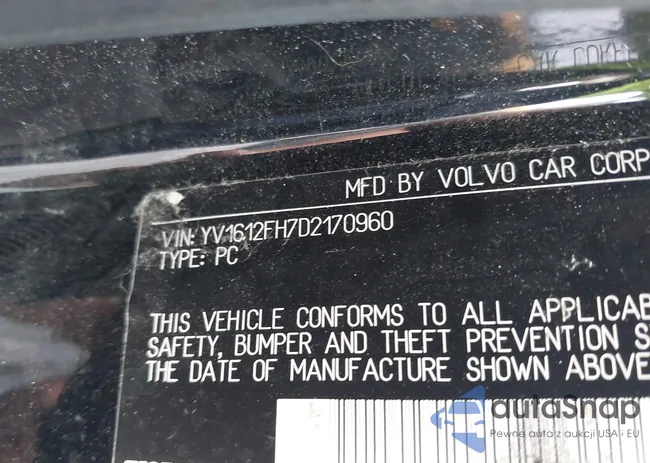 MFD BY VOLVO CAR CORP
VIN: YV1612FH7D2170960
TYPE: PC
THIS VEHICLE CONFORMS TO ALL APPLICAB
SAFETY, BUMPER AND THEFT PREVENTION S
THE DATE OF MANUFACTURE SHOWN ABOVE
autoSnap
Pewne auta z aukcji USA i EU